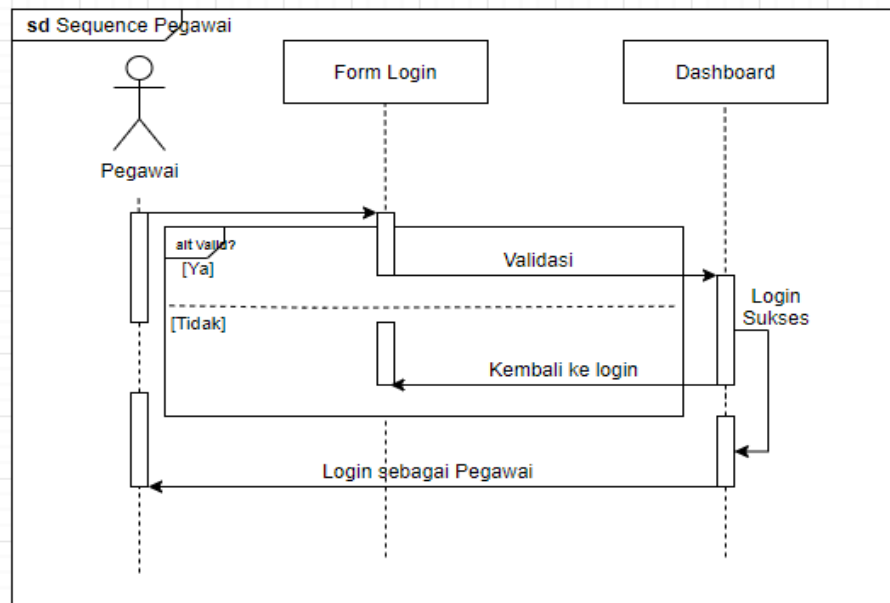 sd Sequence Pegawai
Form Login
Dashboard
Pegawai
alt Valid?
[Ya]
Validasi
Login
Sukses
[Tidak]
Kembali ke login
Login sebagai Pegawai